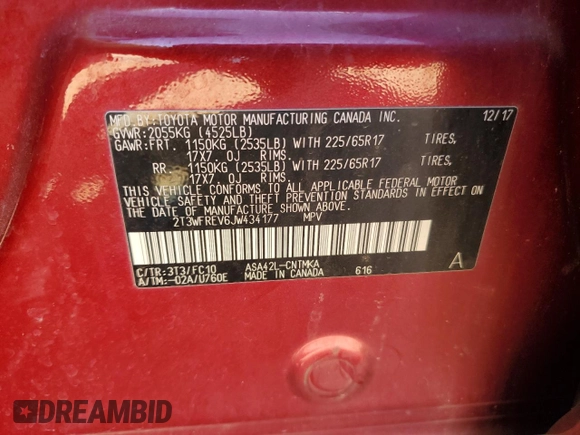 MFD.BY:TOYOTA MOTOR MANUFACTURING CANADA INC. 12/17
GVWR:2055KG (4525LB)
GAWR:FRT. 1150KG (2535LB) WITH 225/65R17 TIRES,
17X7.0J RIMS.
RR. 1150KG (2535LB) WITH 225/65R17 TIRES,
17X7.0J RIMS.
THIS VEHICLE CONFORMS TO ALL APPLICABLE FEDERAL MOTOR
VEHICLE SAFETY AND THEFT PREVENTION STANDARDS IN EFFECT ON
THE DATE OF MANUFACTURE SHOWN ABOVE.
2T3WFREV6JW434177 MPV
C/TR:3T3/FC10 ASA42L-CNTMKA
A/TM:-02A/U760E MADE IN CANADA 616 A
DREAMBID